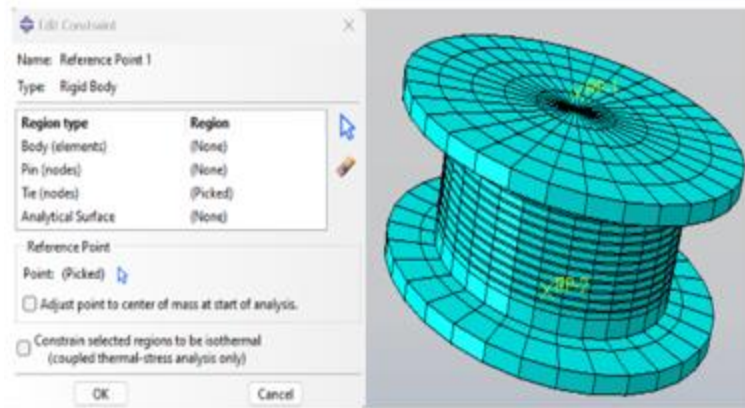 Edit Constraint
Name: Reference Point 1
Type: Rigid Body
Region type Region
Body (elements) (None)
Pin (nodes) (None)
Tie (nodes) (Picked)
Analytical Surface (None)
Reference Point
Point: (Picked)
Adjust point to center of mass at start of analysis.
Constrain selected regions to be isothermal
(coupled thermal-stress analysis only)
OK Cancel
RP-1
RP-2